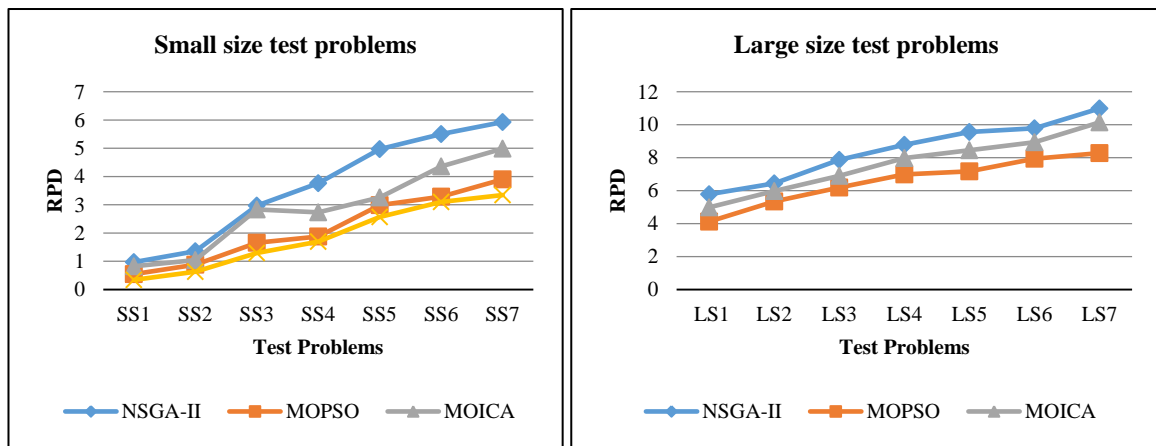 Small size test problems
7
6
5
4
3
2
1
0
RPD
SS1 SS2 SS3 SS4 SS5 SS6 SS7
Test Problems
NSGA-II MOPSO MOICA
Large size test problems
12
10
8
6
4
2
0
RPD
LS1 LS2 LS3 LS4 LS5 LS6 LS7
Test Problems
NSGA-II MOPSO MOICA